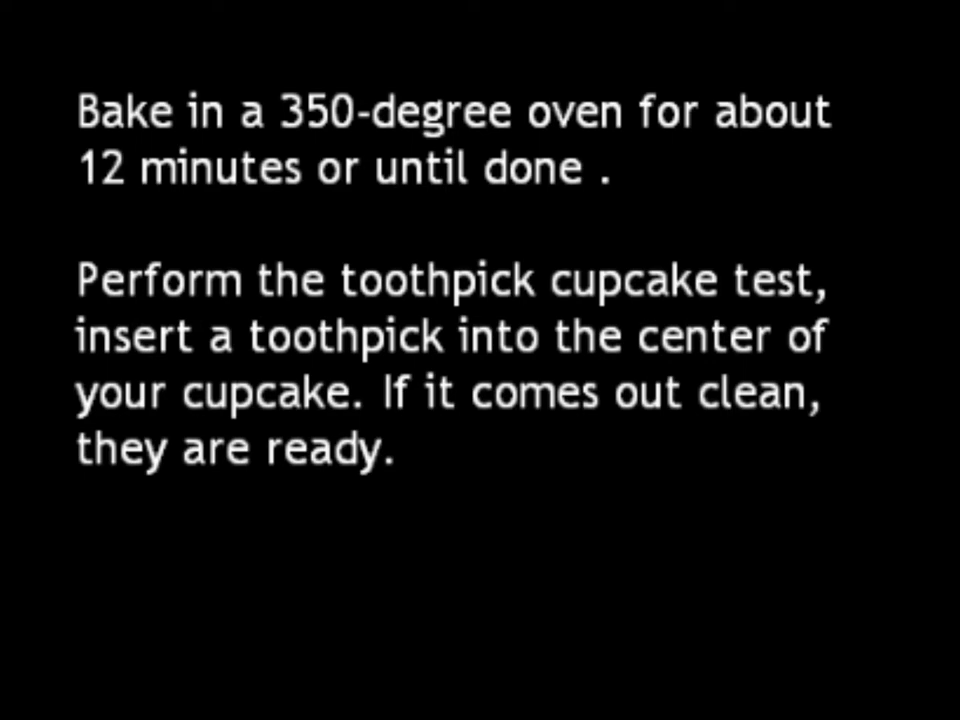 Bake in a 350-degree oven for about
12 minutes or until done .
Perform the toothpick cupcake test,
insert a toothpick into the center of
your cupcake. If it comes out clean,
they are ready.